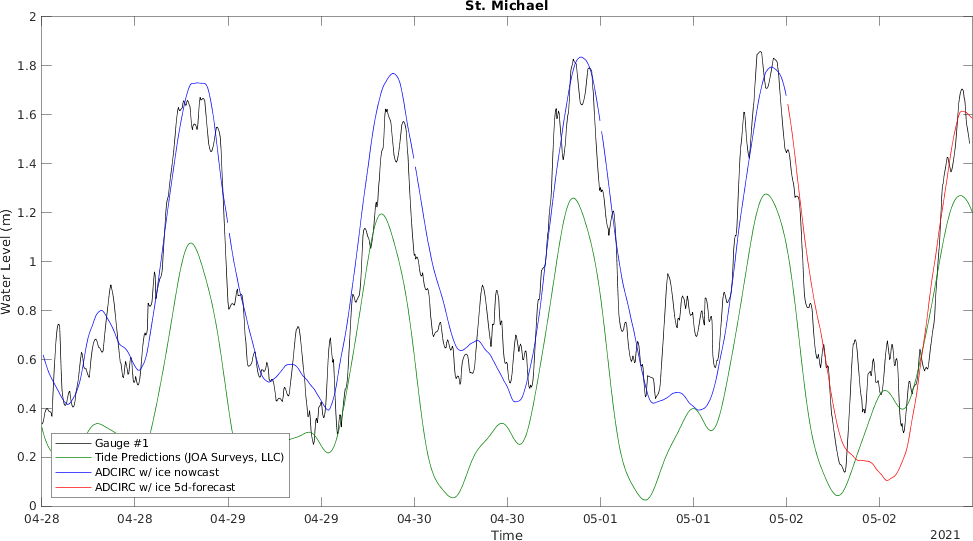 St. Michael
2
1.8
1.6
1.4
1.2
1
0.8
0.6
0.4
0.2
0
Water Level (m)
Gauge #1
Tide Predictions (JOA Surveys, LLC)
ADCIRC w/ ice nowcast
ADCIRC w/ ice 5d-forecast
04-28 04-28 04-29 04-29 04-30 04-30 05-01 05-01 05-02 05-02
Time
2021